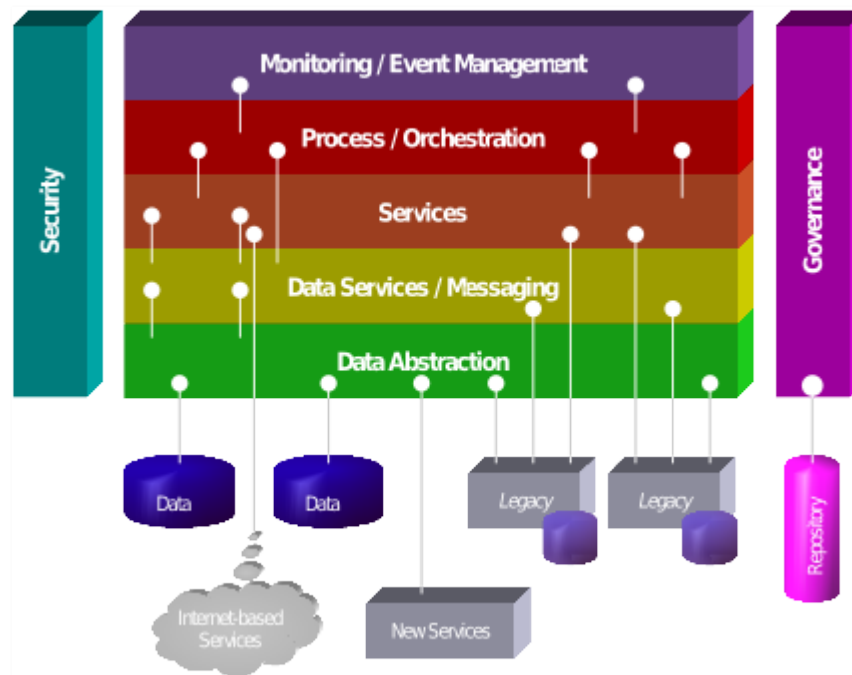 Monitoring / Event Management
Process / Orchestration
Services
Data Services / Messaging
Data Abstraction
Security
Governance
Data
Data
Legacy
Legacy
Repository
Internet-based
Services
New Services